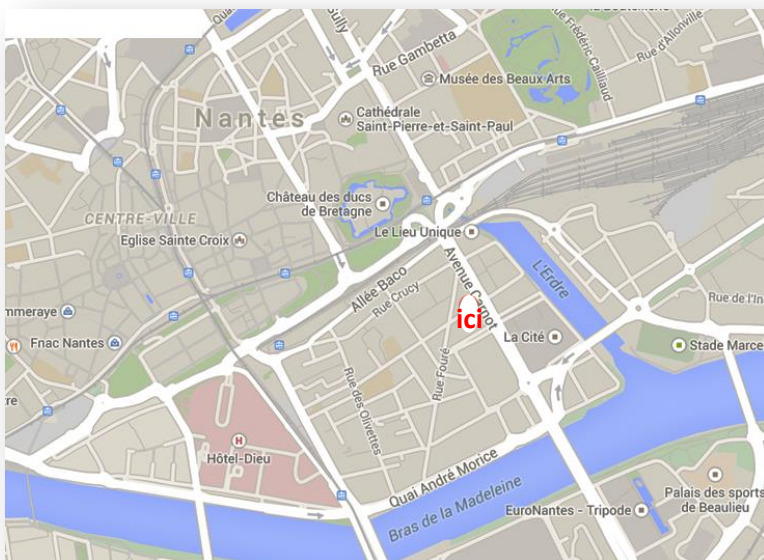 Sully
Rue Gambetta
Rue Frédéric Cailliaud
Rue d'Allonville
Musée des Beaux Arts
Nantes
Cathédrale
Saint-Pierre-et-Saint-Paul
Château des ducs
de Bretagne
CENTRE-VILLE
Eglise Sainte Croix
Le Lieu Unique
L'Erdre
Allée Baco
Avenue Carnot
Rue Crucy
ici
mmeraye
Fnac Nantes
La Cité
Rue de l'In
Stade Marce
Rue Fouré
Rue des Olivettes
H
Hôtel-Dieu
Quai André Morice
Bras de la Madeleine
EuroNantes - Tripode
Palais des sports
de Beaulieu